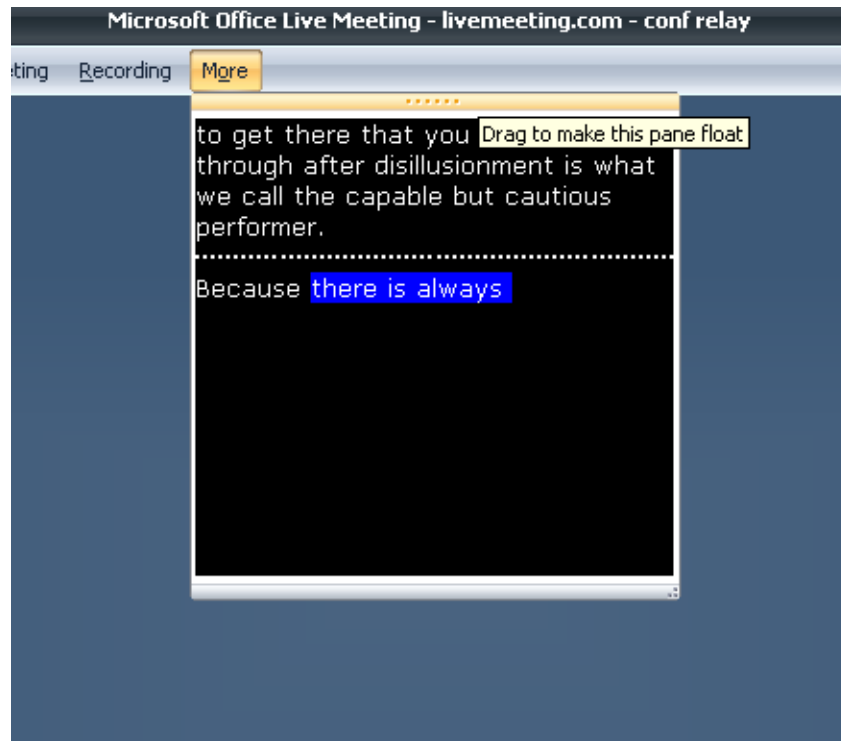 Microsoft Office Live Meeting - livemeeting.com - conf relay
ting Recording More
to get there that you
Drag to make this pane float
through after disillusionment is what
we call the capable but cautious
performer.
Because there is always